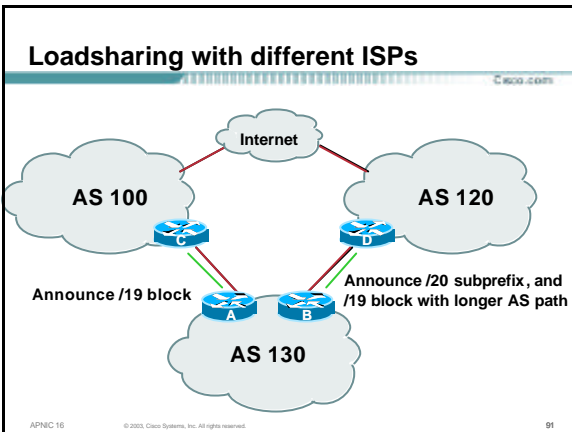 Loadsharing with different ISPs
Cisco.com
Internet
AS 100
AS 120
C
D
Announce /19 block
Announce /20 subprefix, and
/19 block with longer AS path
A
B
AS 130
APNIC 16
© 2003, Cisco Systems, Inc. All rights reserved.
91